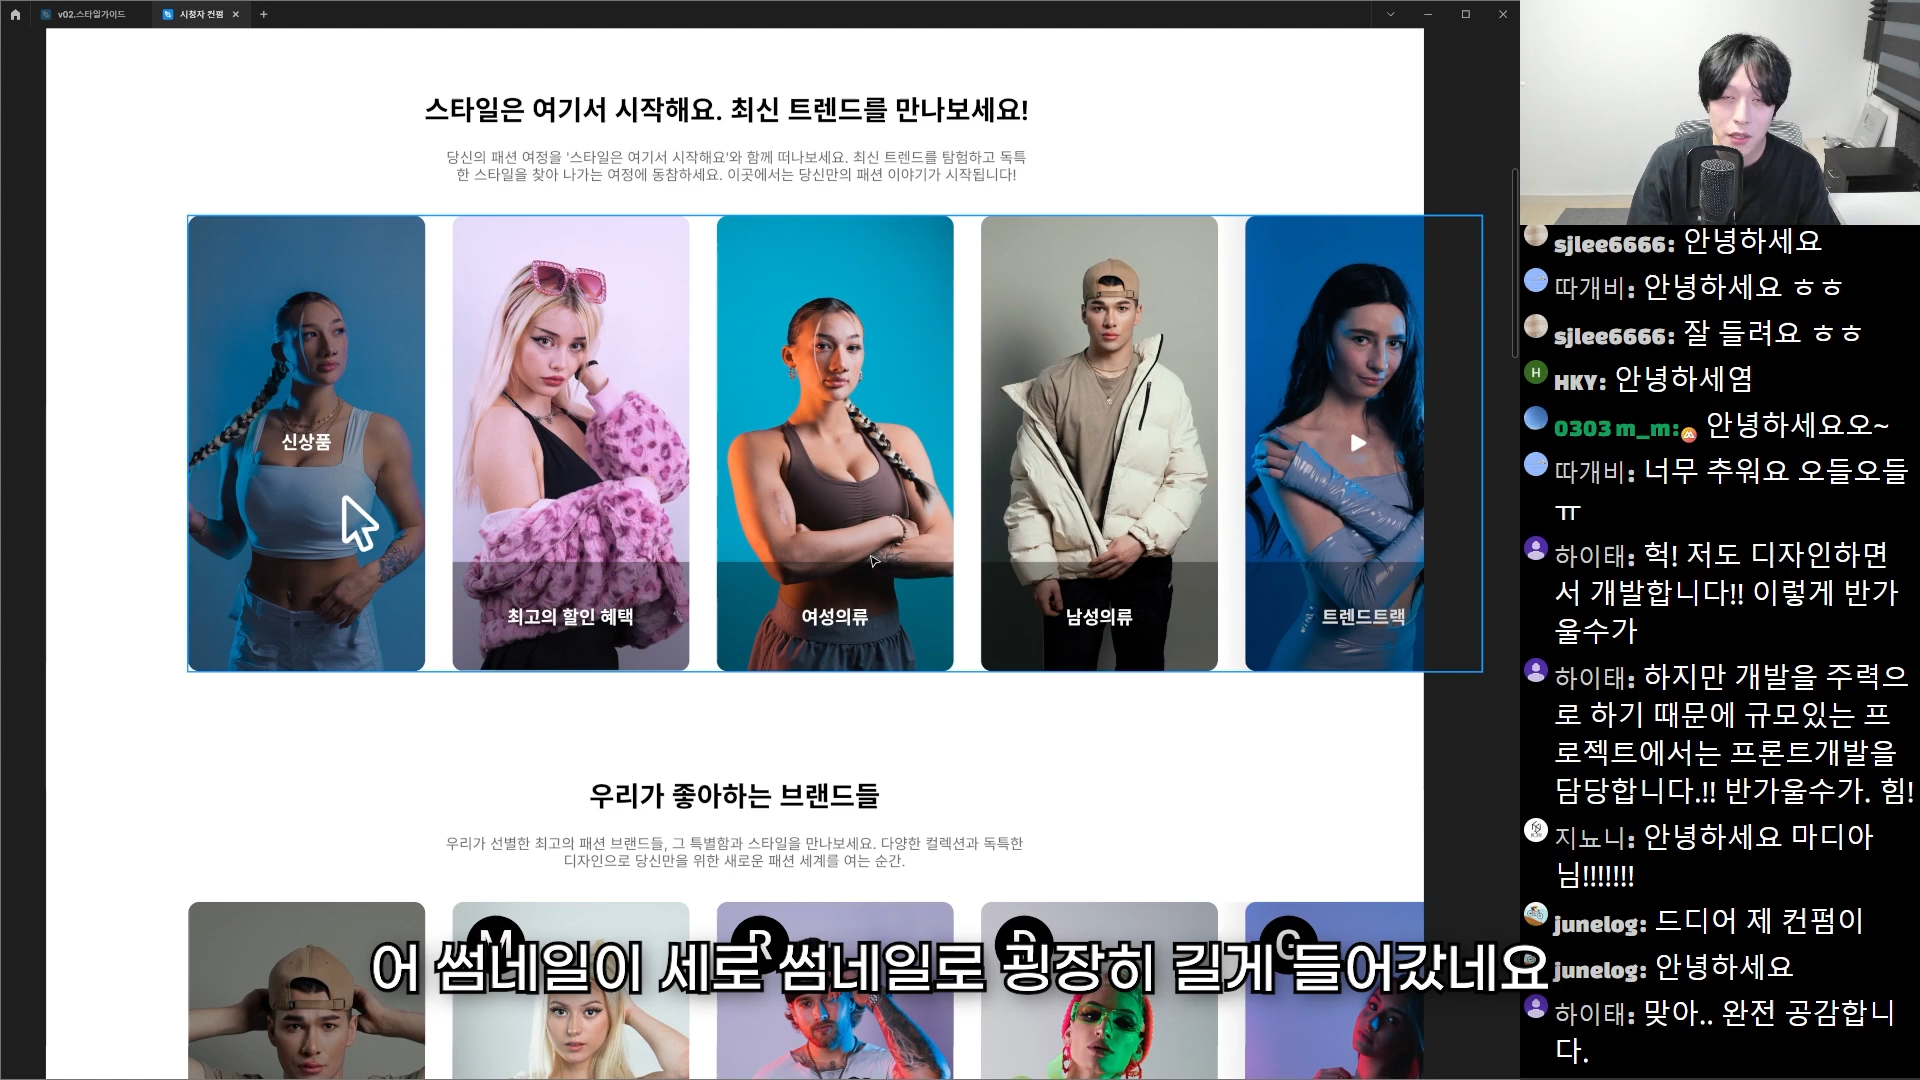 v02.스타일가이드
시청자 컨펌
스타일은 여기서 시작해요. 최신 트렌드를 만나보세요!
당신의 패션 여정을 '스타일은 여기서 시작해요'와 함께 떠나보세요. 최신 트렌드를 탐험하고 독특
한 스타일을 찾아 나가는 여정에 동참하세요. 이곳에서는 당신만의 패션 이야기가 시작됩니다!
신상품
최고의 할인 혜택
여성의류
남성의류
트렌드트랙
우리가 좋아하는 브랜드들
우리가 선별한 최고의 패션 브랜드들, 그 특별함과 스타일을 만나보세요. 다양한 컬렉션과 독특한
디자인으로 당신만을 위한 새로운 패션 세계를 여는 순간.
M
R
D
G
어 썸네일이 세로 썸네일로 굉장히 길게 들어갔네요
sjlee6666: 안녕하세요
따개비: 안녕하세요 ㅎㅎ
sjlee6666: 잘 들려요 ㅎㅎ
H HKY: 안녕하세염
0303 m_m: 안녕하세요오~
따개비: 너무 추워요 오들오들
ㅠ
하이태: 헉! 저도 디자인하면
서 개발합니다!! 이렇게 반가
울수가
하이태: 하지만 개발을 주력으
로 하기 때문에 규모있는 프
로젝트에서는 프론트개발을
담당합니다.!! 반가울수가. 힘!
지뇨니: 안녕하세요 마디아
님!!!!!!!
junelog: 드디어 제 컨펌이
junelog: 안녕하세요
하이태: 맞아.. 완전 공감합니
다.